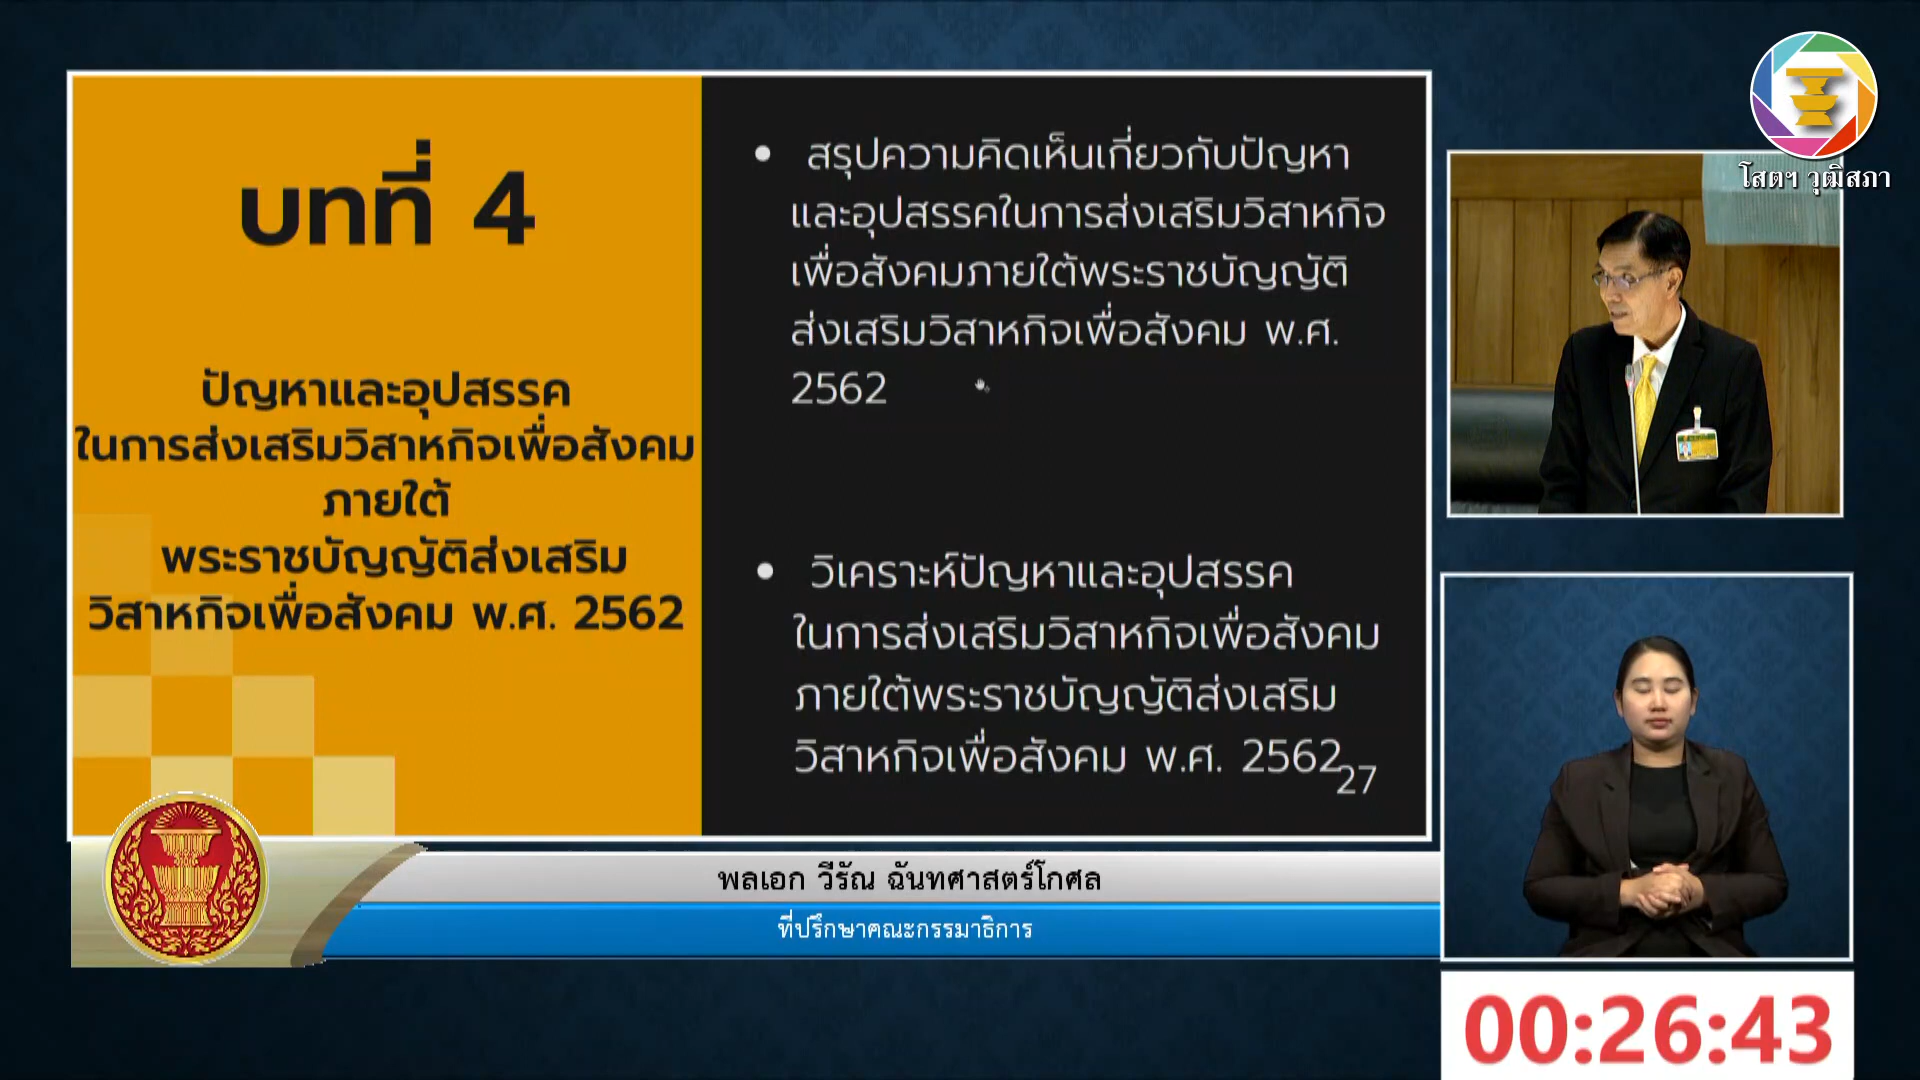 โสตฯ วุฒิสภา
บทที่ 4
ปัญหาและอุปสรรค
ในการส่งเสริมวิสาหกิจเพื่อสังคม
ภายใต้
พระราชบัญญัติส่งเสริม
วิสาหกิจเพื่อสังคม พ.ศ. 2562
• สรุปความคิดเห็นเกี่ยวกับปัญหา
และอุปสรรคในการส่งเสริมวิสาหกิจ
เพื่อสังคมภายใต้พระราชบัญญัติ
ส่งเสริมวิสาหกิจเพื่อสังคม พ.ศ.
2562
• วิเคราะห์ปัญหาและอุปสรรค
ในการส่งเสริมวิสาหกิจเพื่อสังคม
ภายใต้พระราชบัญญัติส่งเสริม
วิสาหกิจเพื่อสังคม พ.ศ. 2562
27
พลเอก วีรัณ ฉันทศาสตร์โกศล
ที่ปรึกษาคณะกรรมาธิการ
00:26:43